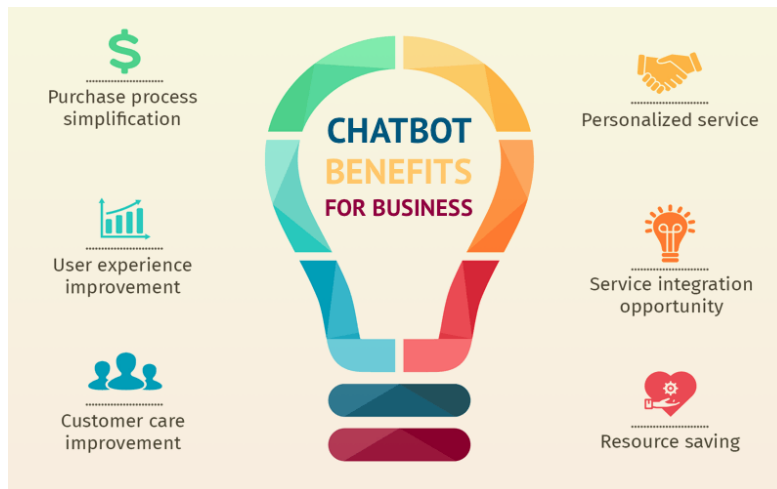 CHATBOT
BENEFITS
FOR BUSINESS
Purchase process
simplification
User experience
improvement
Customer care
improvement
Personalized service
Service integration
opportunity
Resource saving